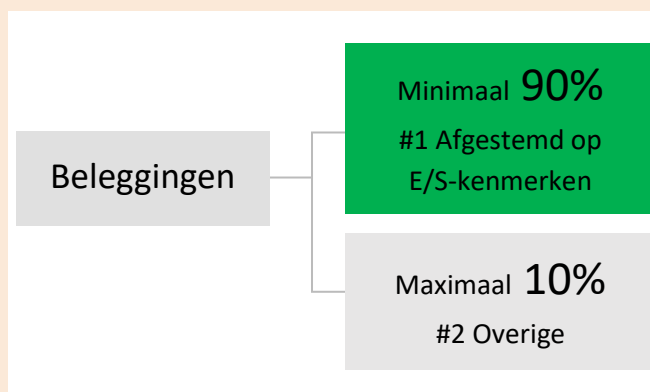 Beleggingen
Minimaal 90%
#1 Afgestemd op
E/S-kenmerken
Maximaal 10%
#2 Overige